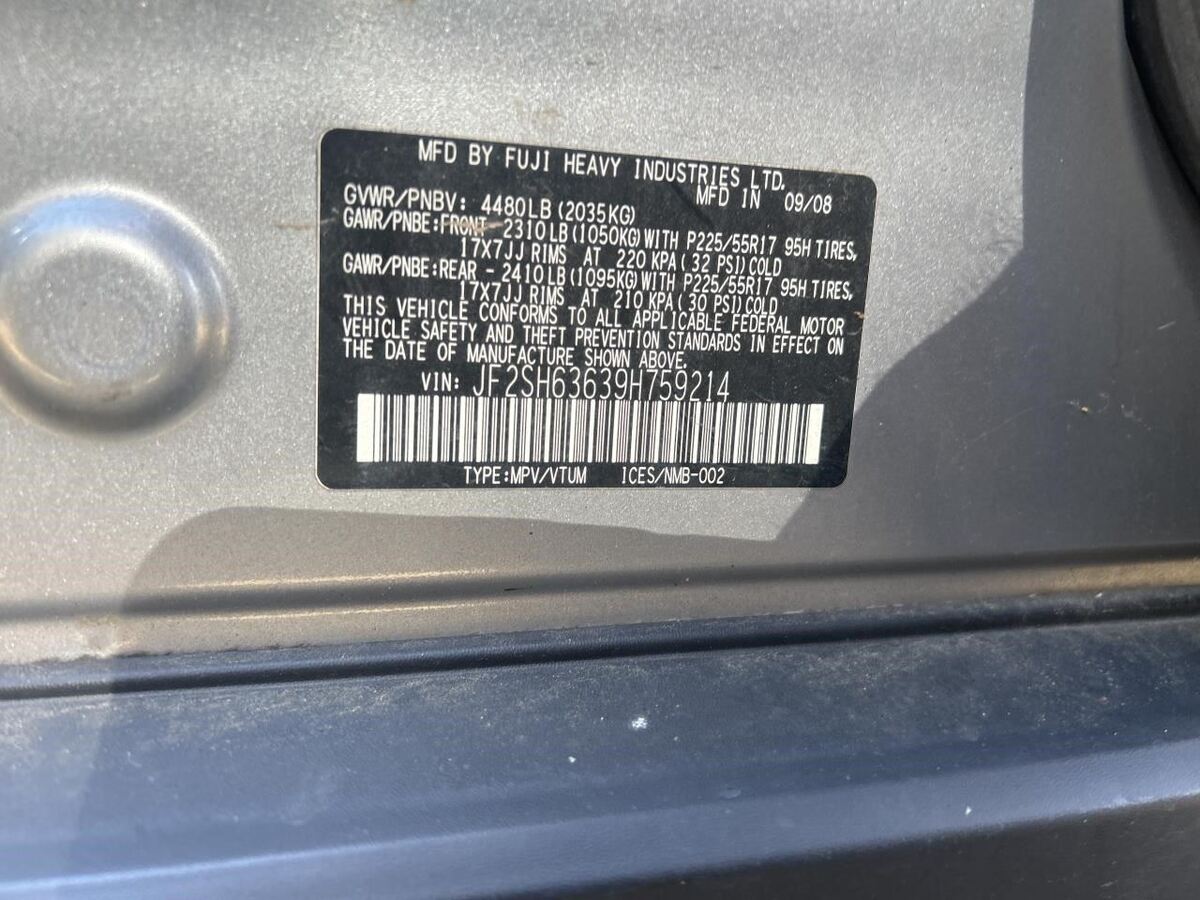 MFD BY FUJI HEAVY INDUSTRIES LTD.
MFD IN 09/08
GVWR/PNBV: 4480LB (2035KG)
GAWR/PNBE:FRONT- 2310LB (1050KG) WITH P225/55R17 95H TIRES,
17X7JJ RIMS AT 220 KPA ( 32 PSI) COLD
GAWR/PNBE:REAR - 2410LB (1095KG) WITH P225/55R17 95H TIRES,
17X7JJ RIMS AT 210 KPA ( 30 PSI) COLD
THIS VEHICLE CONFORMS TO ALL APPLICABLE FEDERAL MOTOR
VEHICLE SAFETY AND THEFT PREVENTION STANDARDS IN EFFECT ON
THE DATE OF MANUFACTURE SHOWN ABOVE.
VIN: JF2SH63639H759214
TYPE:MPV/VTUM ICES/NMB-002